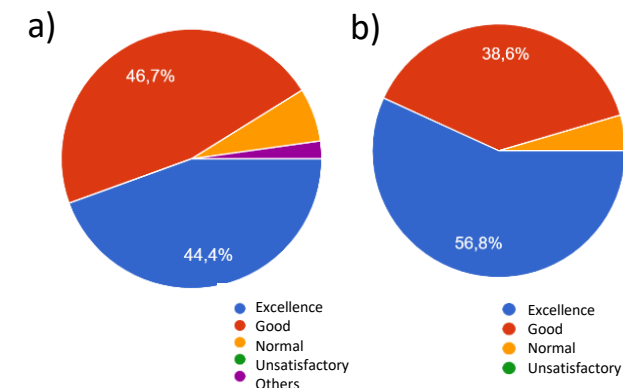 a)
46,7%
44,4%
Excellence
Good
Normal
Unsatisfactory
Others
b)
38,6%
56,8%
Excellence
Good
Normal
Unsatisfactory